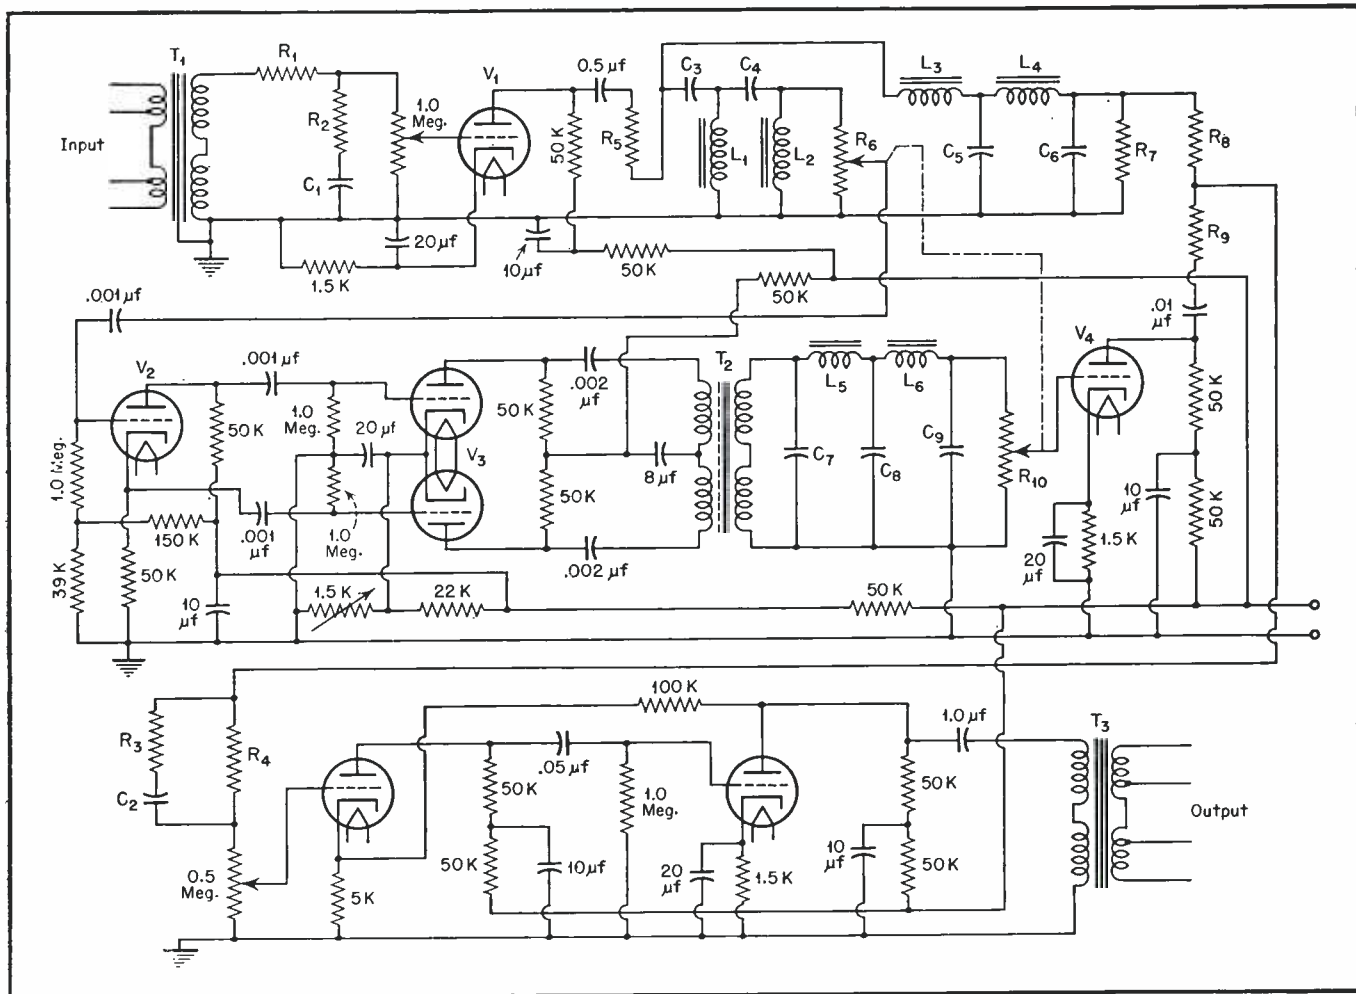 T1
R1
V1
0.5 µf
C3
C4
L3
L4
Input
R2
1.0
Meg.
50 K
R5
L1
L2
R6
C5
C6
R7
R8
C1
20 µf
10 µf
50 K
R9
1.5 K
50 K
.001 µf
.01
µf
V2
.001 µf
V4
.002
µf
T2
L5
L6
50 K
1.0
Meg.
20 µf
50 K
50 K
V3
8 µf
C7
C8
C9
R10
1.0 Meg.
10
µf
50 K
150 K
.001
µf
1.0
Meg.
50 K
.002 µf
20
µf
1.5 K
39 K
50 K
10
µf
1.5 K
22 K
50 K
100 K
1.0 µf
T3
R3
R4
.05 µf
50 K
1.0
Meg.
50 K
C2
Output
0.5
Meg.
5 K
50 K
10 µf
20
µf
1.5 K
10
µf
50 K